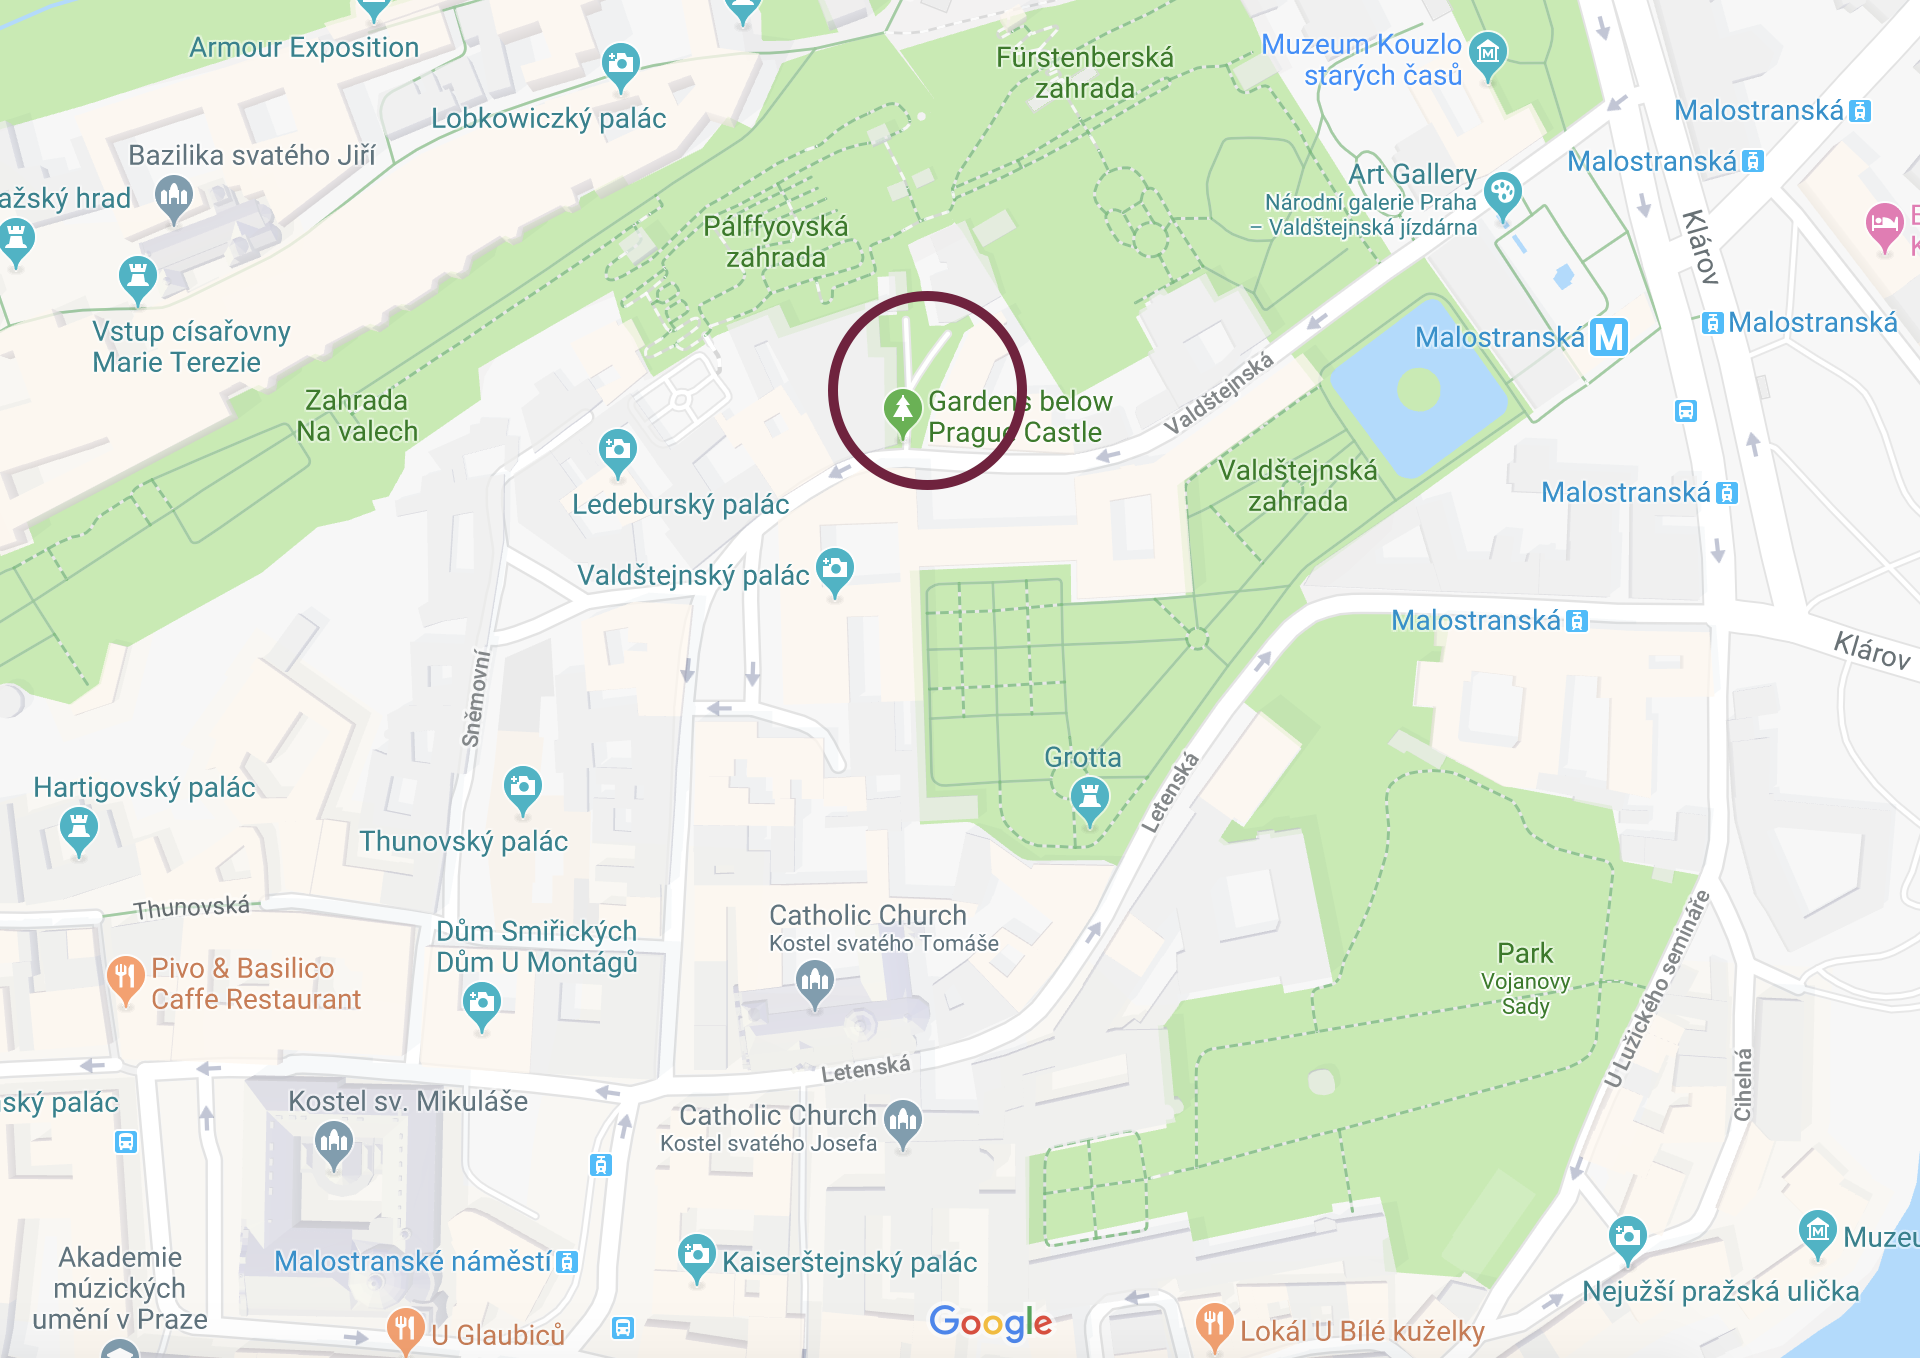 Armour Exposition
Lobkowiczký palác
Bazilika svatého Jiří
ažský hrad
Vstup císařovny
Marie Terezie
Fürstenberská
zahrada
Muzeum Kouzlo
starých časů
Malostranská
Malostranská
Art Gallery
Národní galerie Praha
– Valdštejnská jízdárna
Klárov
Pálffyovská
zahrada
Malostranská M
Malostranská
Valdštejnská
Zahrada
Na valech
Gardens below
Prague Castle
Ledeburský palác
Valdštejnská
zahrada
Malostranská
Valdštejnský palác
Malostranská
Klárov
Sněmovní
Grotta
Letenská
Hartigovský palác
Thunovský palác
Thunovská
Dům Smiřických
Dům U Montágů
Catholic Church
Kostel svatého Tomáše
Pivo & Basilico
Caffe Restaurant
Park
Vojanovy
Sady
U Lužického semináře
Cihelná
Letenská
ský palác
Kostel sv. Mikuláše
Catholic Church
Kostel svatého Josefa
Akademie
múzických
umění v Praze
Malostranské náměstí
Kaiserštejnský palác
Muzeu
Nejužší pražská ulička
U Glaubiců
Google
Lokál U Bílé kuželky